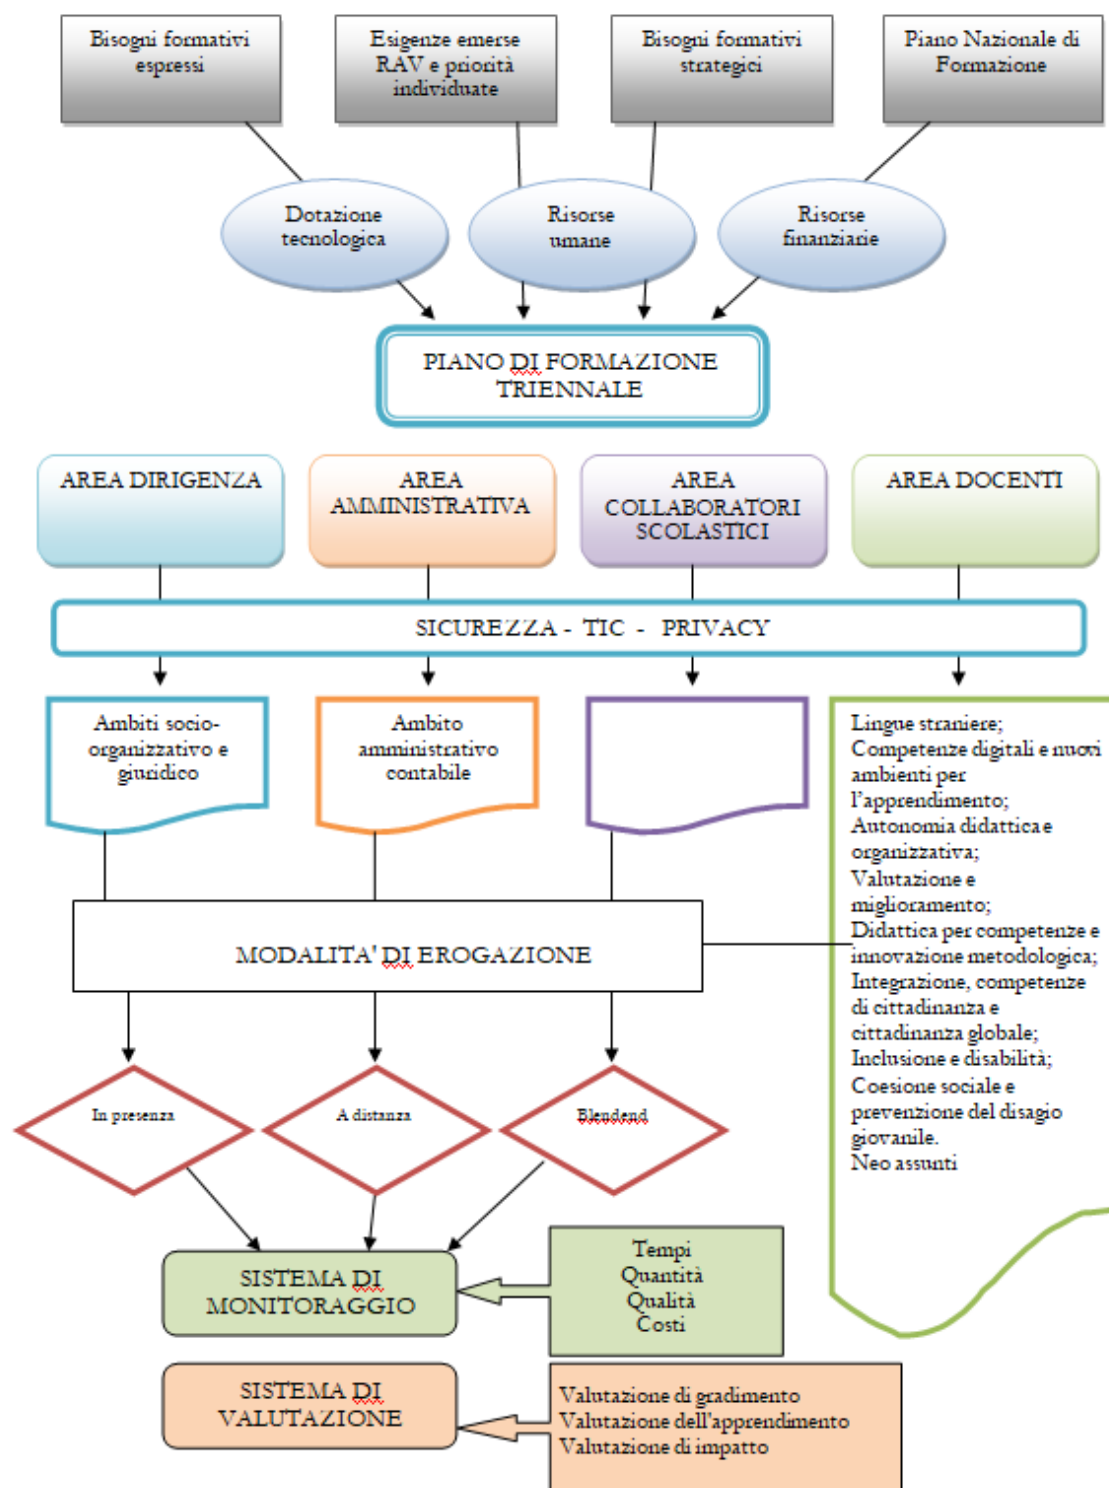 Bisogni formativi
espressi
Esigenze emerse
RAV e priorità
individuate
Bisogni formativi
strategici
Piano Nazionale di
Formazione
Dotazione
tecnologica
Risorse
umane
Risorse
finanziarie
PIANO DI FORMAZIONE
TRIENNALE
AREA DIRIGENZA
AREA
AMMINISTRATIVA
AREA
COLLABORATORI
SCOLASTICI
AREA DOCENTI
SICUREZZA - TIC - PRIVACY
Ambiti socio-
organizzativo e
giuridico
Ambito
amministrativo
contabile
Lingue straniere;
Competenze digitali e nuovi
ambienti per
l'apprendimento;
Autonomia didattica e
organizzativa;
Valutazione e
miglioramento;
Didattica per competenze e
innovazione metodologica;
Integrazione, competenze
di cittadinanza e
cittadinanza globale;
Inclusione e disabilità;
Coesione sociale e
prevenzione del disagio
giovanile.
Neo assunti
MODALITA' DI EROGAZIONE
In presenza
A distanza
Blendend
SISTEMA DI
MONITORAGGIO
Tempi
Quantità
Qualità
Costi
SISTEMA DI
VALUTAZIONE
Valutazione di gradimento
Valutazione dell'apprendimento
Valutazione di impatto